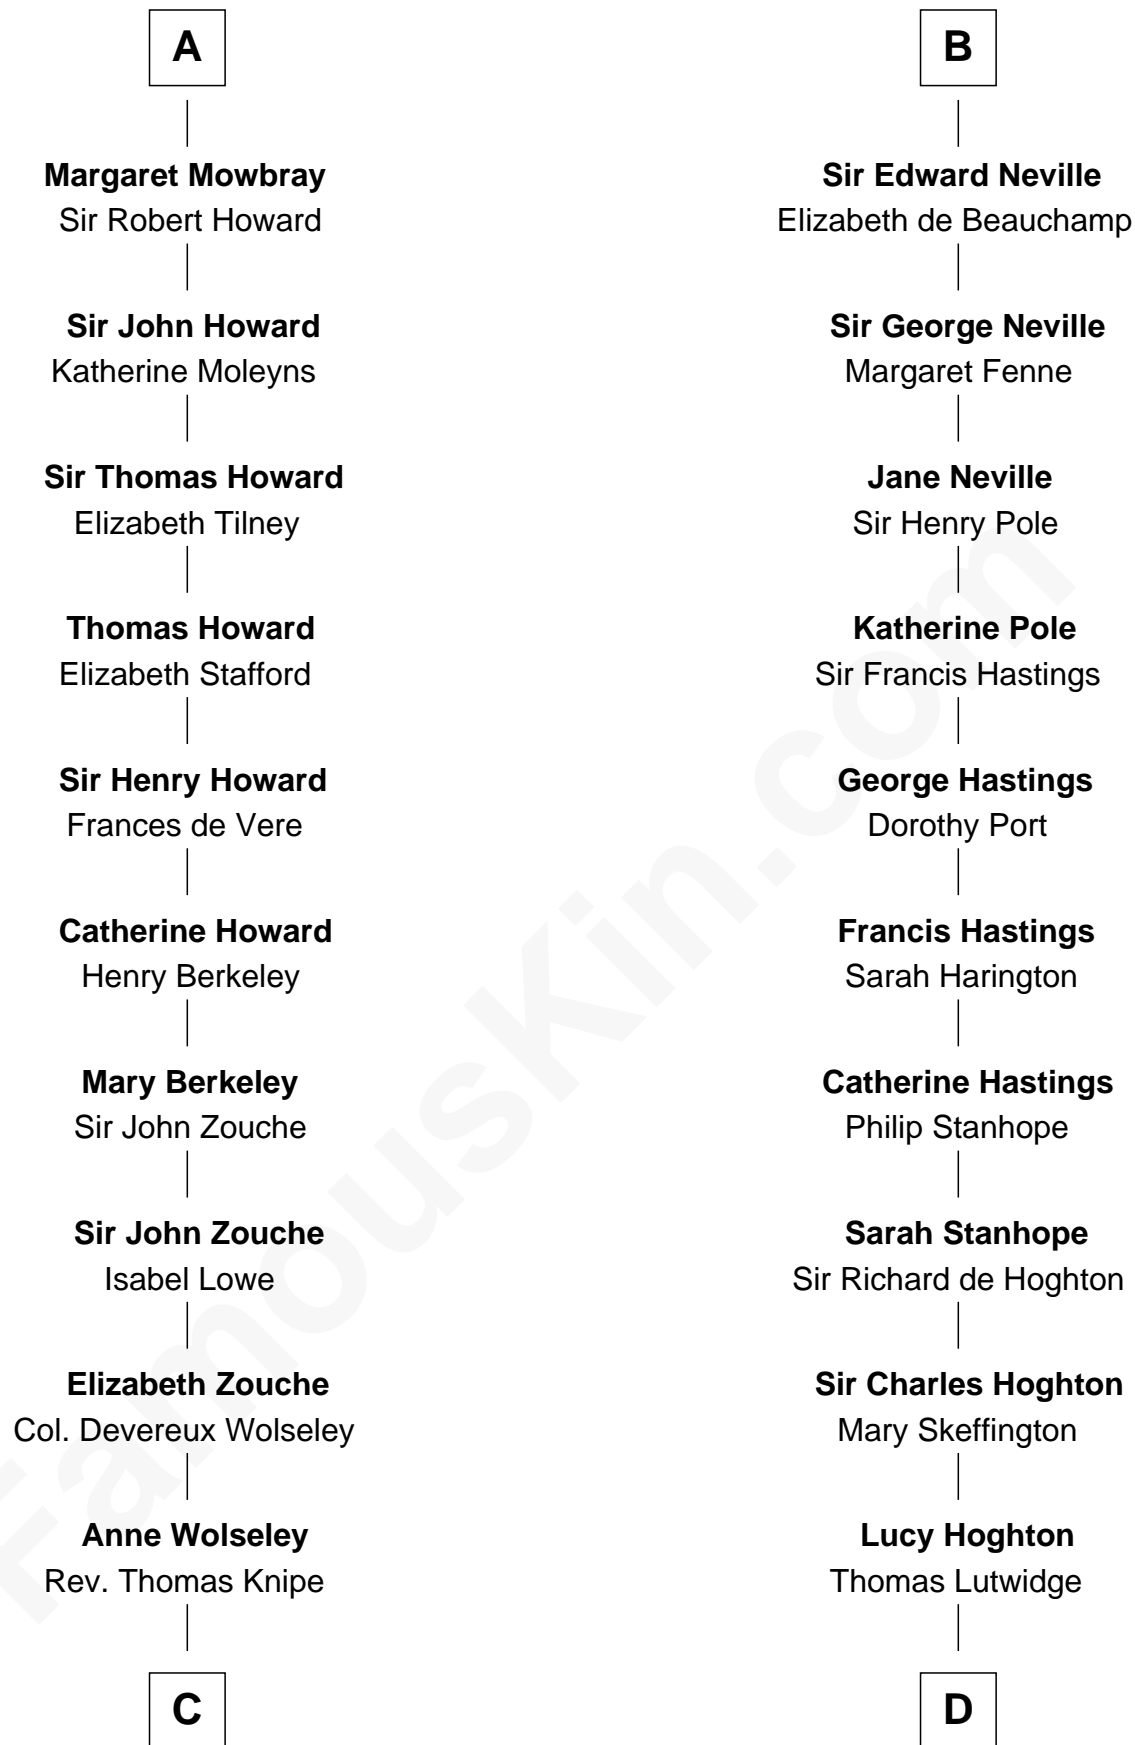 A
Margaret Mowbray
Sir Robert Howard
Sir John Howard
Katherine Moleyns
Sir Thomas Howard
Elizabeth Tilney
Thomas Howard
Elizabeth Stafford
Sir Henry Howard
Frances de Vere
Catherine Howard
Henry Berkeley
Mary Berkeley
Sir John Zouche
Sir John Zouche
Isabel Lowe
Elizabeth Zouche
Col. Devereux Wolseley
Anne Wolseley
Rev. Thomas Knipe
C
B
Sir Edward Neville
Elizabeth de Beauchamp
Sir George Neville
Margaret Fenne
Jane Neville
Sir Henry Pole
Katherine Pole
Sir Francis Hastings
George Hastings
Dorothy Port
Francis Hastings
Sarah Harington
Catherine Hastings
Philip Stanhope
Sarah Stanhope
Sir Richard de Hoghton
Sir Charles Hoghton
Mary Skeffington
Lucy Hoghton
Thomas Lutwidge
D
FamousKin.com